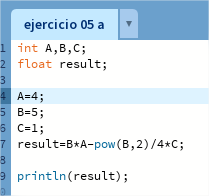 ejercicio 05 a
1 int A,B,C;
2 float result;
3
4 A=4;
5 B=5;
6 C=1;
7 result=B*A-pow(B,2)/4*C;
8
9 println(result);